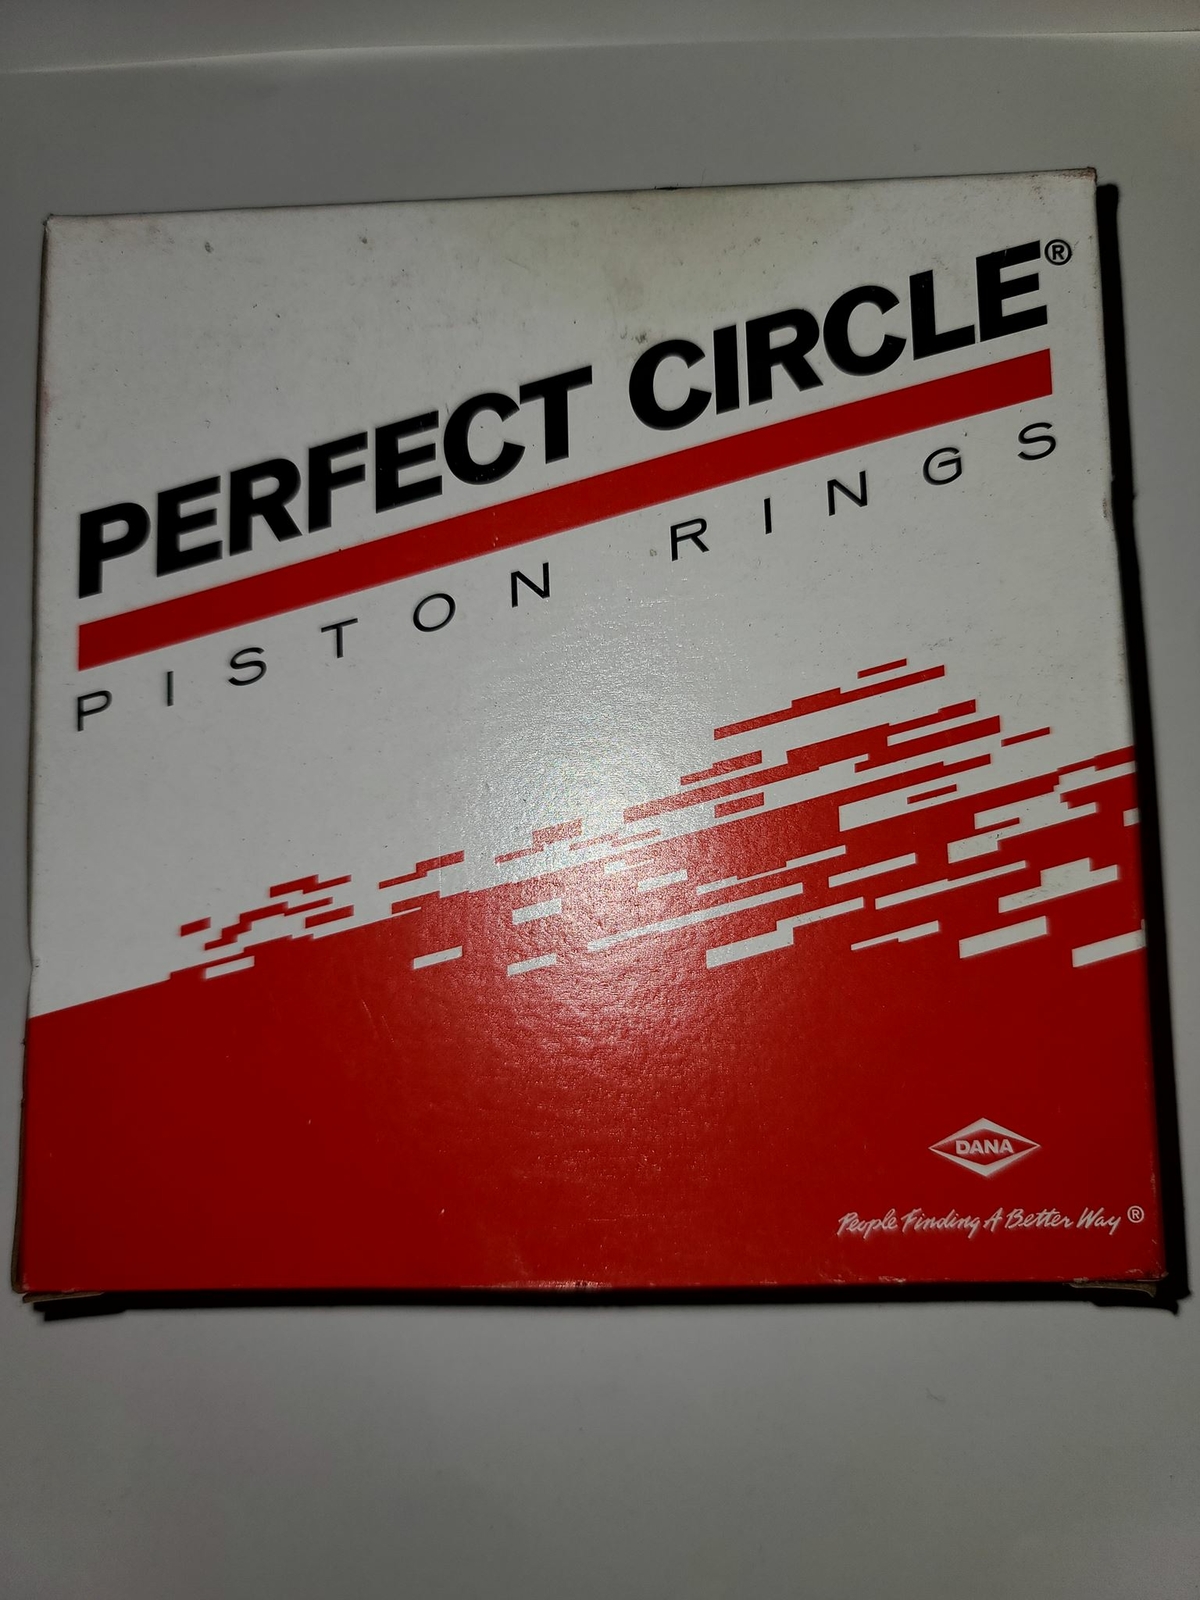 PERFECT CIRCLE®
PISTON RINGS
DANA
People Finding A Better Way®